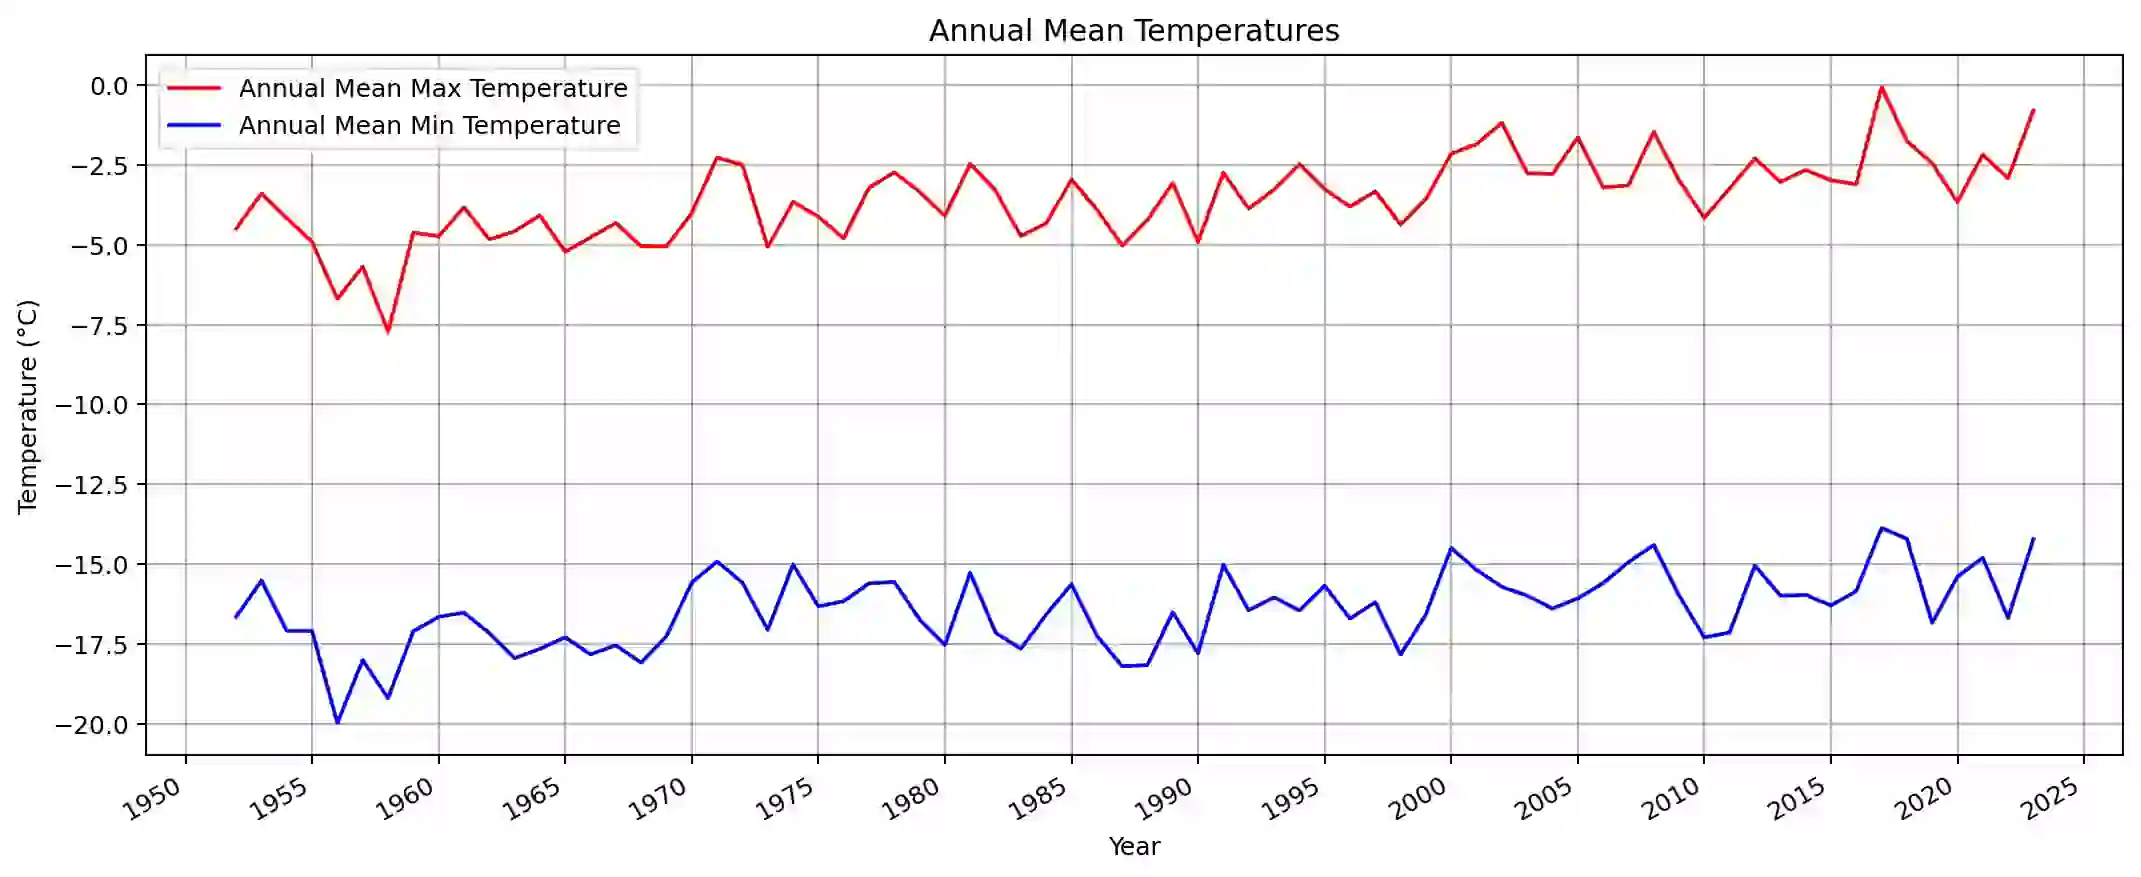 Annual Mean Temperatures
Annual Mean Max Temperature
Annual Mean Min Temperature
0.0
−2.5
−5.0
−7.5
−10.0
−12.5
−15.0
−17.5
−20.0
Temperature (°C)
1950 1955 1960 1965 1970 1975 1980 1985 1990 1995 2000 2005 2010 2015 2020 2025
Year